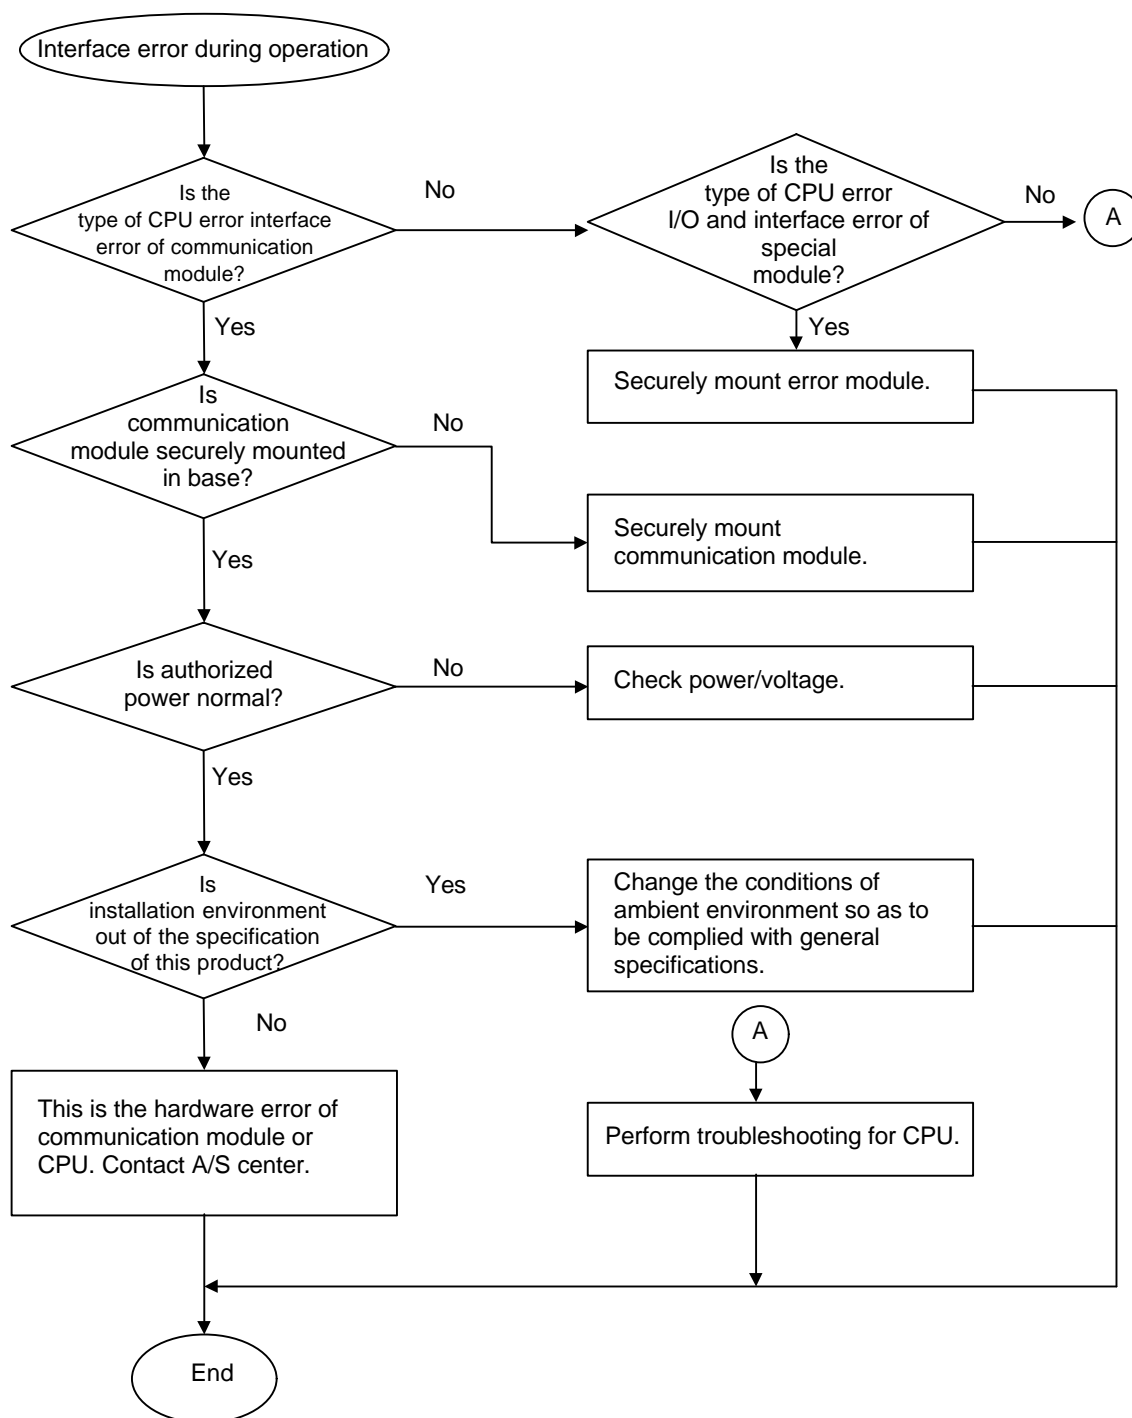 Interface error during operation
Is the
type of CPU error interface
error of communication
module?
No
Is the
type of CPU error
I/O and interface error of
special
module?
No
A
Yes
Yes
Securely mount error module.
Is
communication
module securely mounted
in base?
No
Securely mount
communication module.
Yes
Is authorized
power normal?
No
Check power/voltage.
Yes
Is
installation environment
out of the specification
of this product?
Yes
Change the conditions of
ambient environment so as to
be complied with general
specifications.
No
A
This is the hardware error of
communication module or
CPU. Contact A/S center.
Perform troubleshooting for CPU.
End